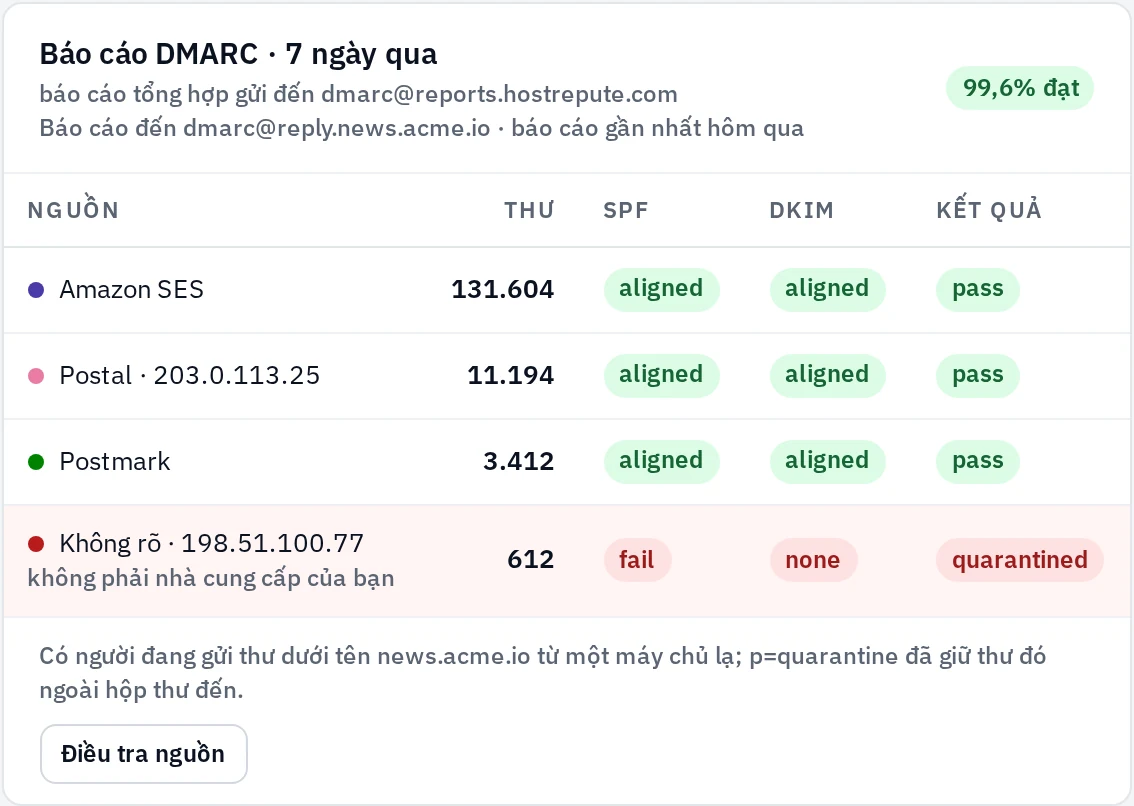 Báo cáo DMARC · 7 ngày qua
báo cáo tổng hợp gửi đến dmarc@reports.hostrepute.com
Báo cáo đến dmarc@reply.news.acme.io · báo cáo gần nhất hôm qua
99,6% đạt
NGUỒN THƯ SPF DKIM KẾT QUẢ
Amazon SES 131.604 aligned aligned pass
Postal · 203.0.113.25 11.194 aligned aligned pass
Postmark 3.412 aligned aligned pass
Không rõ · 198.51.100.77 612 fail none quarantined
không phải nhà cung cấp của bạn
Có người đang gửi thư dưới tên news.acme.io từ một máy chủ lạ; p=quarantine đã giữ thư đó
ngoài hộp thư đến.
Điều tra nguồn